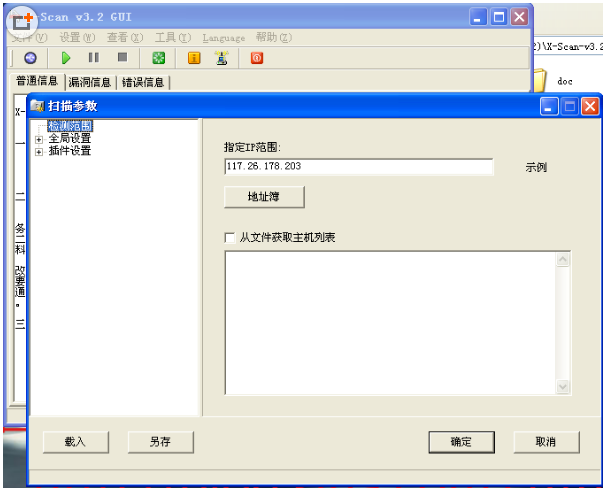 Scan v3.2 GUI
文件(V) 设置(W) 查看(X) 工具(Y) Language 帮助(Z)
2)\X-Scan-v3.2
普通信息 漏洞信息 错误信息
doc
X-
扫描参数
检测范围
全局设置
插件设置
指定IP范围:
117.26.178.203
示例
地址簿
从文件获取主机列表
一
二
务
二
料
改
要
通
。
三
载入 另存 确定 取消